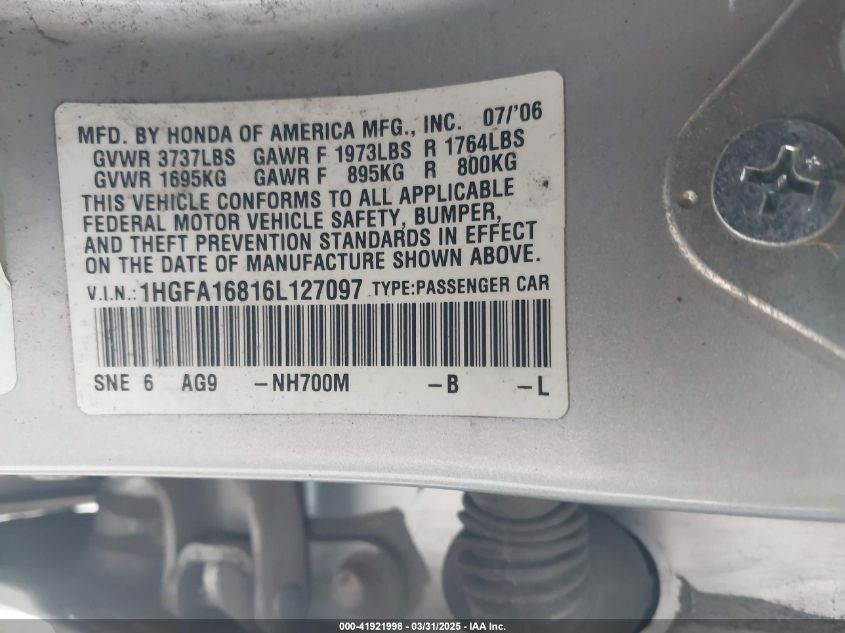 MFD. BY HONDA OF AMERICA MFG., INC. 07/'06
GVWR 3737LBS GAWR F 1973LBS R 1764LBS
GVWR 1695KG GAWR F 895KG R 800KG
THIS VEHICLE CONFORMS TO ALL APPLICABLE
FEDERAL MOTOR VEHICLE SAFETY, BUMPER,
AND THEFT PREVENTION STANDARDS IN EFFECT
ON THE DATE OF MANUFACTURE SHOWN ABOVE.
V.I.N.: 1HGFA16816L127097 TYPE:PASSENGER CAR
SNE 6 AG9 -NH700M -B -L
000-41921998 - 03/31/2025 - IAA Inc.